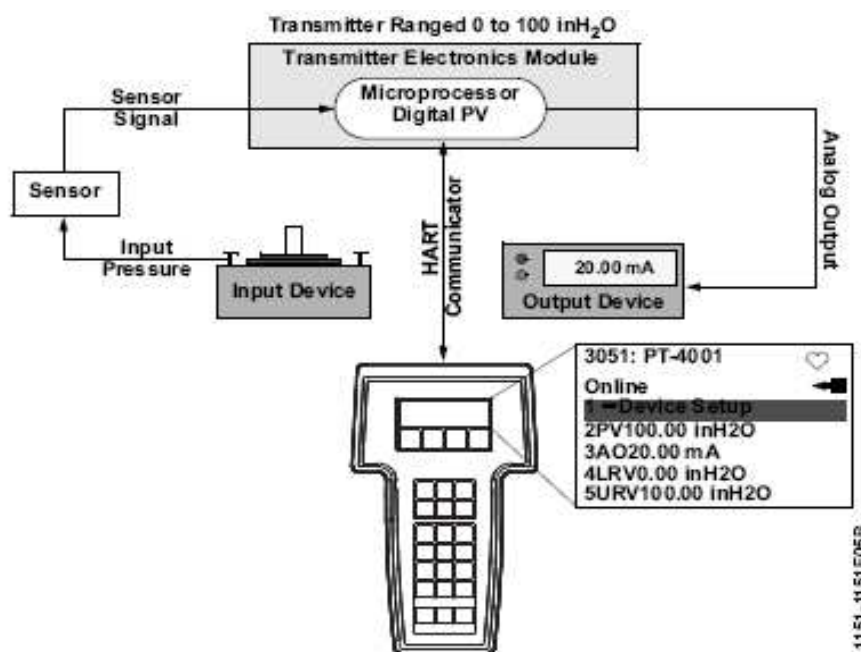 Transmitter Ranged 0 to 100 inH2O
Transmitter Electronics Module
Microprocessor
Digital PV
Sensor
Signal
Sensor
Input
Pressure
Input Device
HART
Communicator
Analog Output
20.00 mA
Output Device
3051: PT-4001
Online
1 Device Setup
2PV100.00 inH2O
3AO20.00 mA
4LRV0.00 inH2O
5URV100.00 inH2O